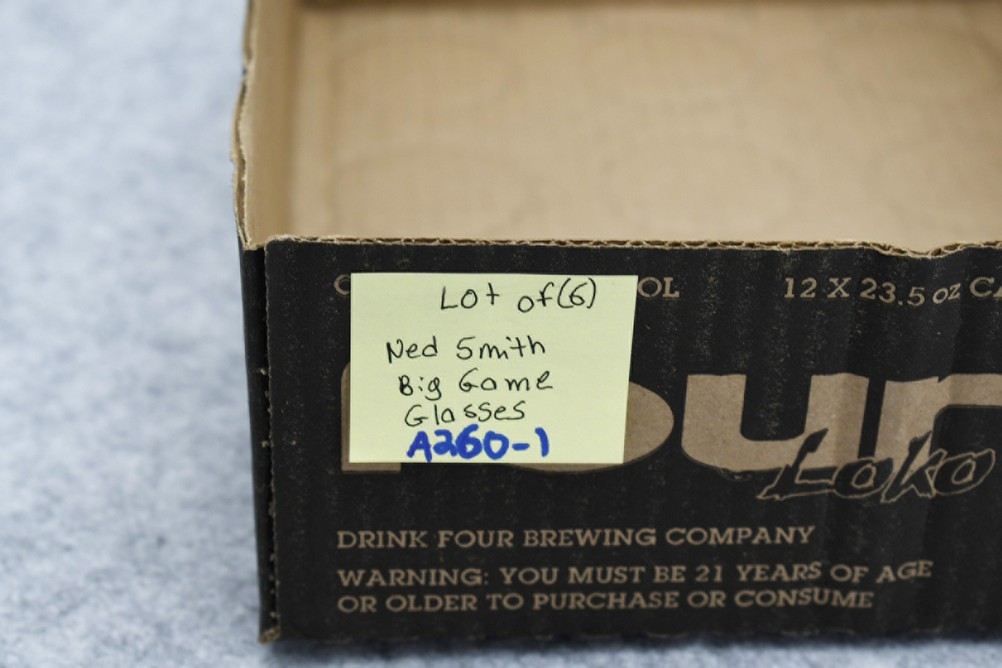 Lot of (6)
Ned Smith
Big Game
Glasses
A260-1
OL
12 X 23.5 OZ CA
our
Loko
DRINK FOUR BREWING COMPANY
WARNING: YOU MUST BE 21 YEARS OF AGE
OR OLDER TO PURCHASE OR CONSUME